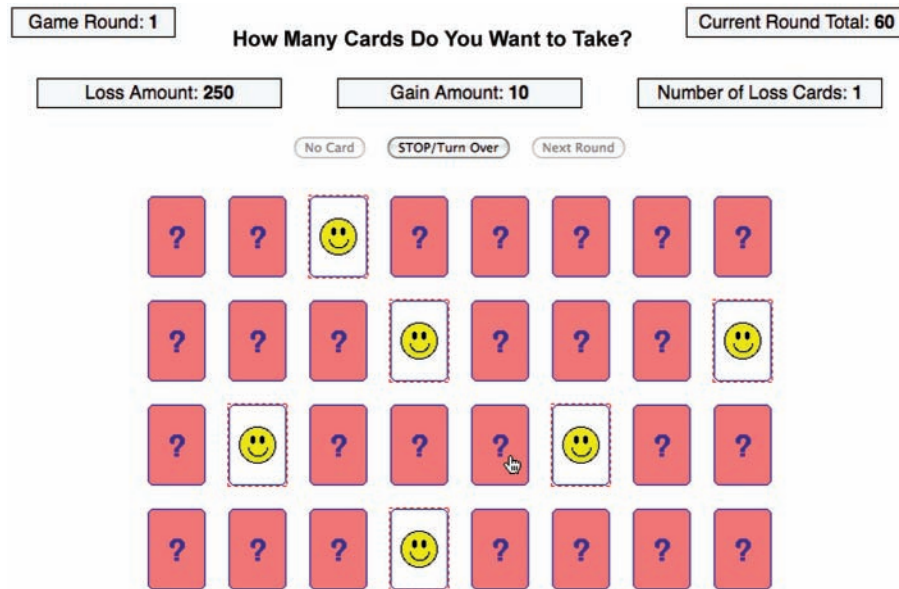 Game Round: 1
Current Round Total: 60
How Many Cards Do You Want to Take?
Loss Amount: 250 Gain Amount: 10 Number of Loss Cards: 1
No Card STOP/Turn Over Next Round
? ? ? ? ? ? ?
? ? ? ? ? ?
? ? ? ? ? ?
? ? ? ? ? ? ?